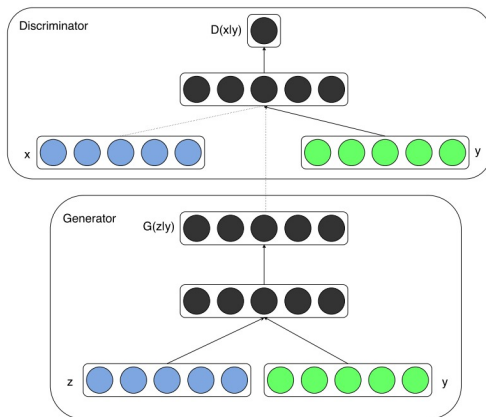 Discriminator
D(x|y)
x
y
Generator
G(z|y)
z
y